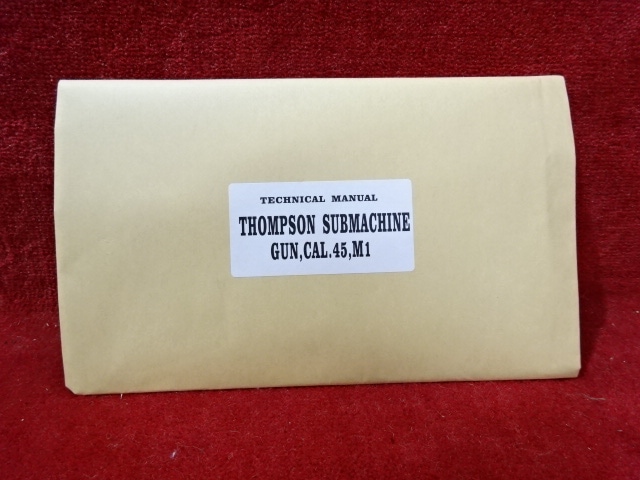 TECHNICAL MANUAL
THOMPSON SUBMACHINE
GUN,CAL.45,M1